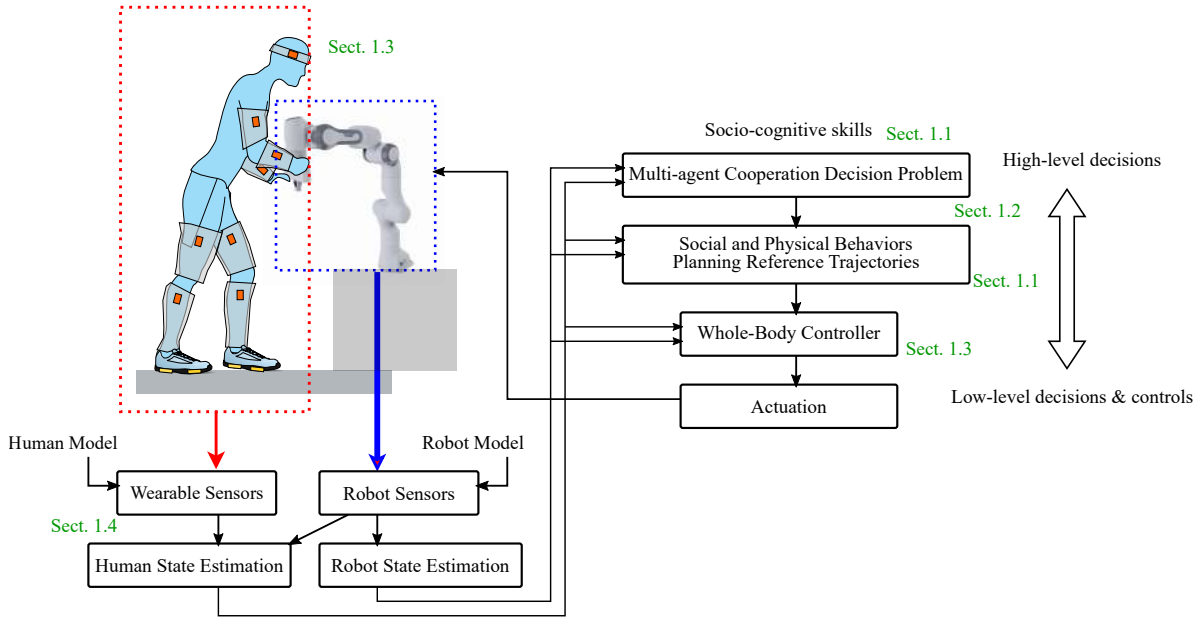 Sect. 1.3
Socio-cognitive skills
Sect. 1.1
Multi-agent Cooperation Decision Problem
High-level decisions
Sect. 1.2
Social and Physical Behaviors
Planning Reference Trajectories
Sect. 1.1
Whole-Body Controller
Sect. 1.3
Actuation
Low-level decisions & controls
Human Model
Robot Model
Wearable Sensors
Robot Sensors
Sect. 1.4
Human State Estimation
Robot State Estimation